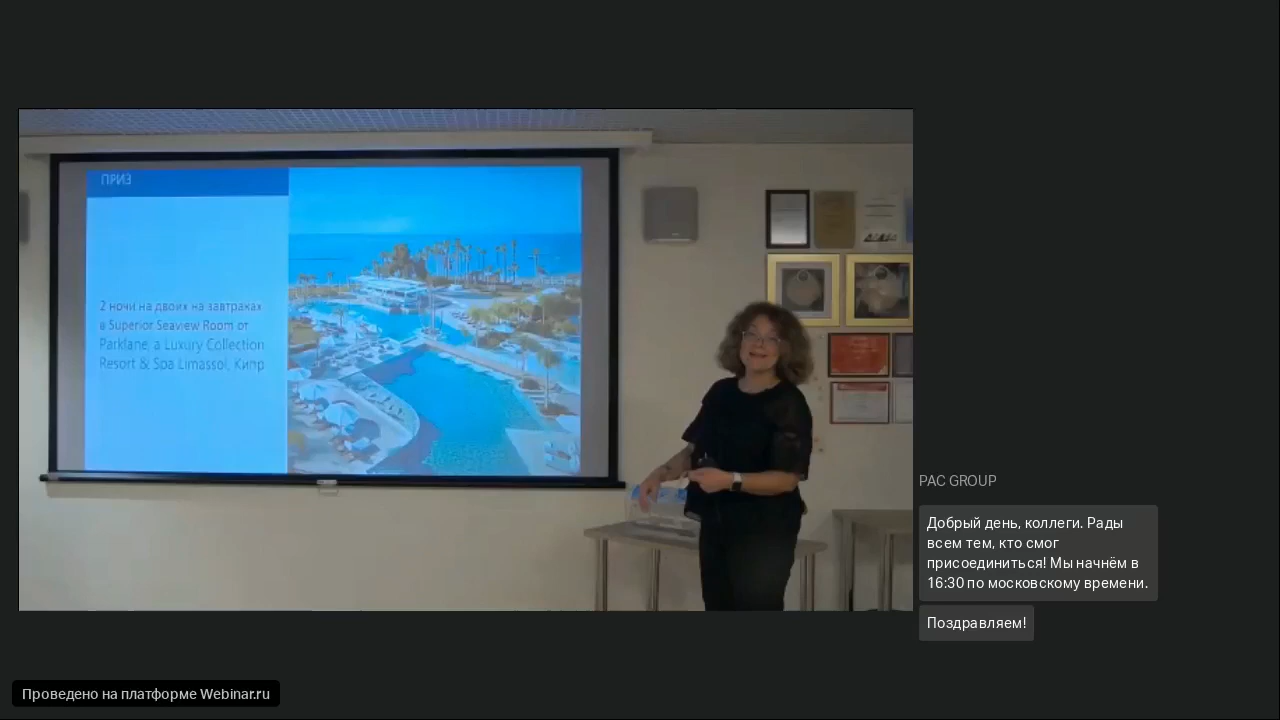 ПРИЗ
2 ночи на двоих на завтраках
в Superior Seaview Room от
Parklane, a Luxury Collection
Resort & Spa Limassol, Кипр
PAC GROUP
Добрый день, коллеги. Рады
всем тем, кто смог
присоединиться! Мы начнём в
16:30 по московскому времени.
Поздравляем!
Проведено на платформе Webinar.ru